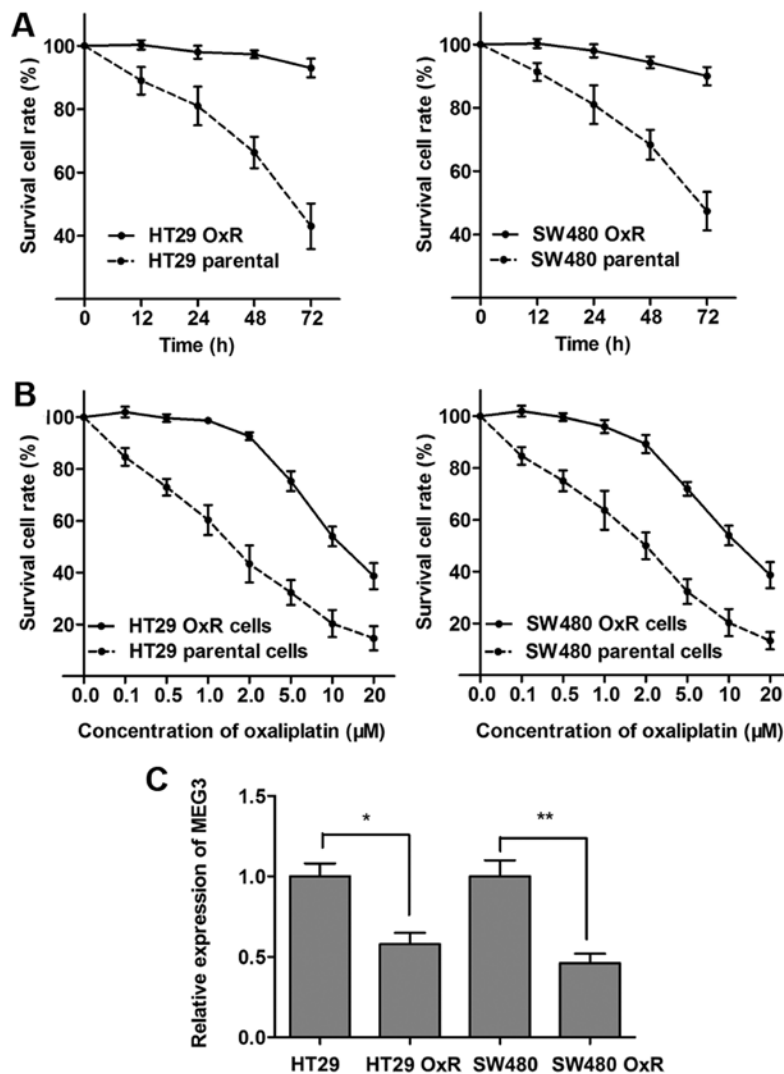 A
Survival cell rate (%)
100
80
60
40
HT29 OxR
HT29 parental
0 12 24 48 72
Time (h)
Survival cell rate (%)
100
80
60
40
SW480 OxR
SW480 parental
0 12 24 48 72
Time (h)
B
Survival cell rate (%)
100
80
60
40
20
HT29 OxR cells
HT29 parental cells
0.0 0.1 0.5 1.0 2.0 5.0 10 20
Concentration of oxaliplatin (µM)
Survival cell rate (%)
100
80
60
40
20
SW480 OxR cells
SW480 parental cells
0.0 0.1 0.5 1.0 2.0 5.0 10 20
Concentration of oxaliplatin (µM)
C
Relative expression of MEG3
1.5
1.0
0.5
0.0
*
**
HT29 HT29 OxR SW480 SW480 OxR